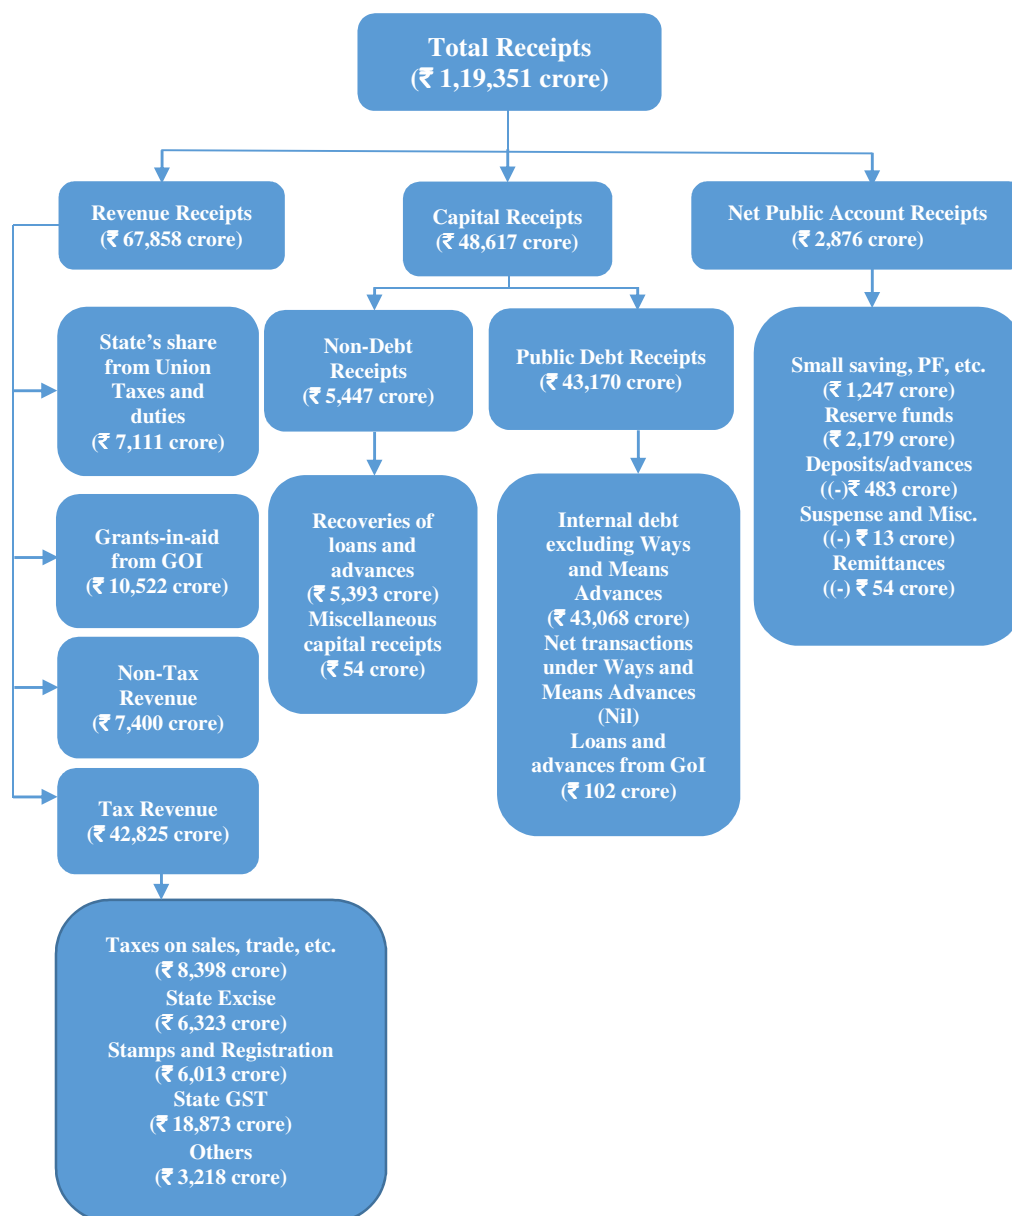 Total Receipts
(₹ 1,19,351 crore)
Revenue Receipts
(₹ 67,858 crore)
Capital Receipts
(₹ 48,617 crore)
Net Public Account Receipts
(₹ 2,876 crore)
State’s share
from Union
Taxes and
duties
(₹ 7,111 crore)
Grants-in-aid
from GOI
(₹ 10,522 crore)
Non-Tax
Revenue
(₹ 7,400 crore)
Tax Revenue
(₹ 42,825 crore)
Taxes on sales, trade, etc.
(₹ 8,398 crore)
State Excise
(₹ 6,323 crore)
Stamps and Registration
(₹ 6,013 crore)
State GST
(₹ 18,873 crore)
Others
(₹ 3,218 crore)
Non-Debt
Receipts
(₹ 5,447 crore)
Recoveries of
loans and
advances
(₹ 5,393 crore)
Miscellaneous
capital receipts
(₹ 54 crore)
Public Debt Receipts
(₹ 43,170 crore)
Internal debt
excluding Ways
and Means
Advances
(₹ 43,068 crore)
Net transactions
under Ways and
Means Advances
(Nil)
Loans and
advances from GoI
(₹ 102 crore)
Small saving, PF, etc.
(₹ 1,247 crore)
Reserve funds
(₹ 2,179 crore)
Deposits/advances
((-)₹ 483 crore)
Suspense and Misc.
((-) ₹ 13 crore)
Remittances
((-) ₹ 54 crore)